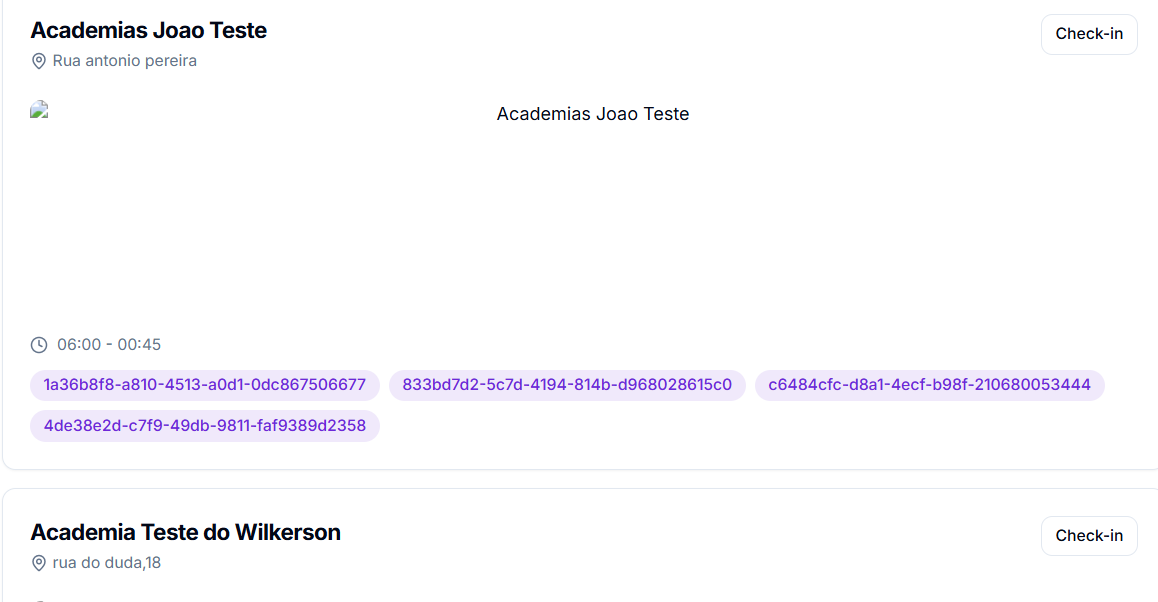 Academias Joao Teste
Check-in
Rua antonio pereira
Academias Joao Teste
06:00 - 00:45
1a36b8f8-a810-4513-a0d1-0dc867506677 833bd7d2-5c7d-4194-814b-d968028615c0 c6484cfc-d8a1-4ecf-b98f-210680053444
4de38e2d-c7f9-49db-9811-faf9389d2358
Academia Teste do Wilkerson
Check-in
rua do duda,18